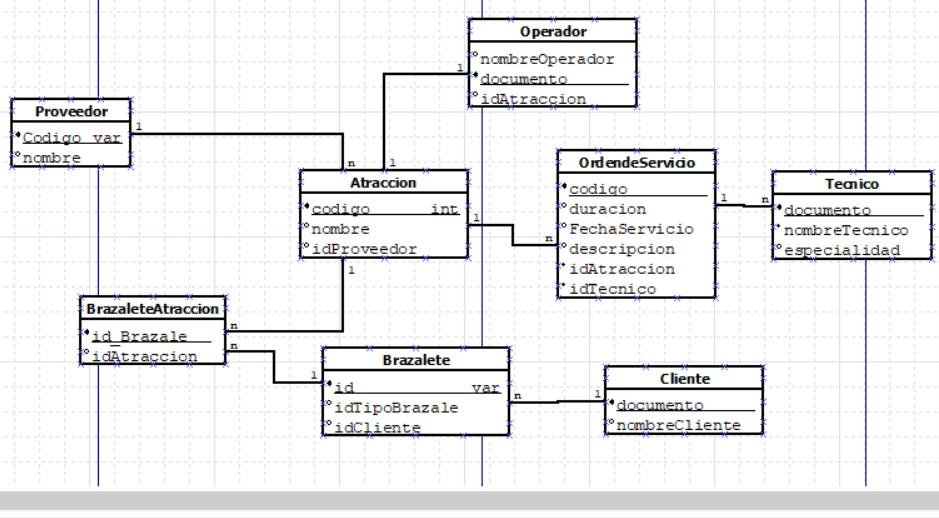 Operador
nombreOperador
documento
idAtraccion
1
Proveedor
Codigo var
nombre
1
n
1
Atraccion
codigo int
nombre
idProveedor
1
1
OrdendeServicio
codigo
duracion
FechaServicio
descripcion
idAtraccion
idTecnico
n
1
n
Tecnico
documento
nombreTecnico
especialidad
BrazaleteAtraccion
id_Brazale
idAtraccion
n
n
Brazalete
id var
idTipoBrazale
idCliente
1
n
1
Cliente
documento
nombreCliente